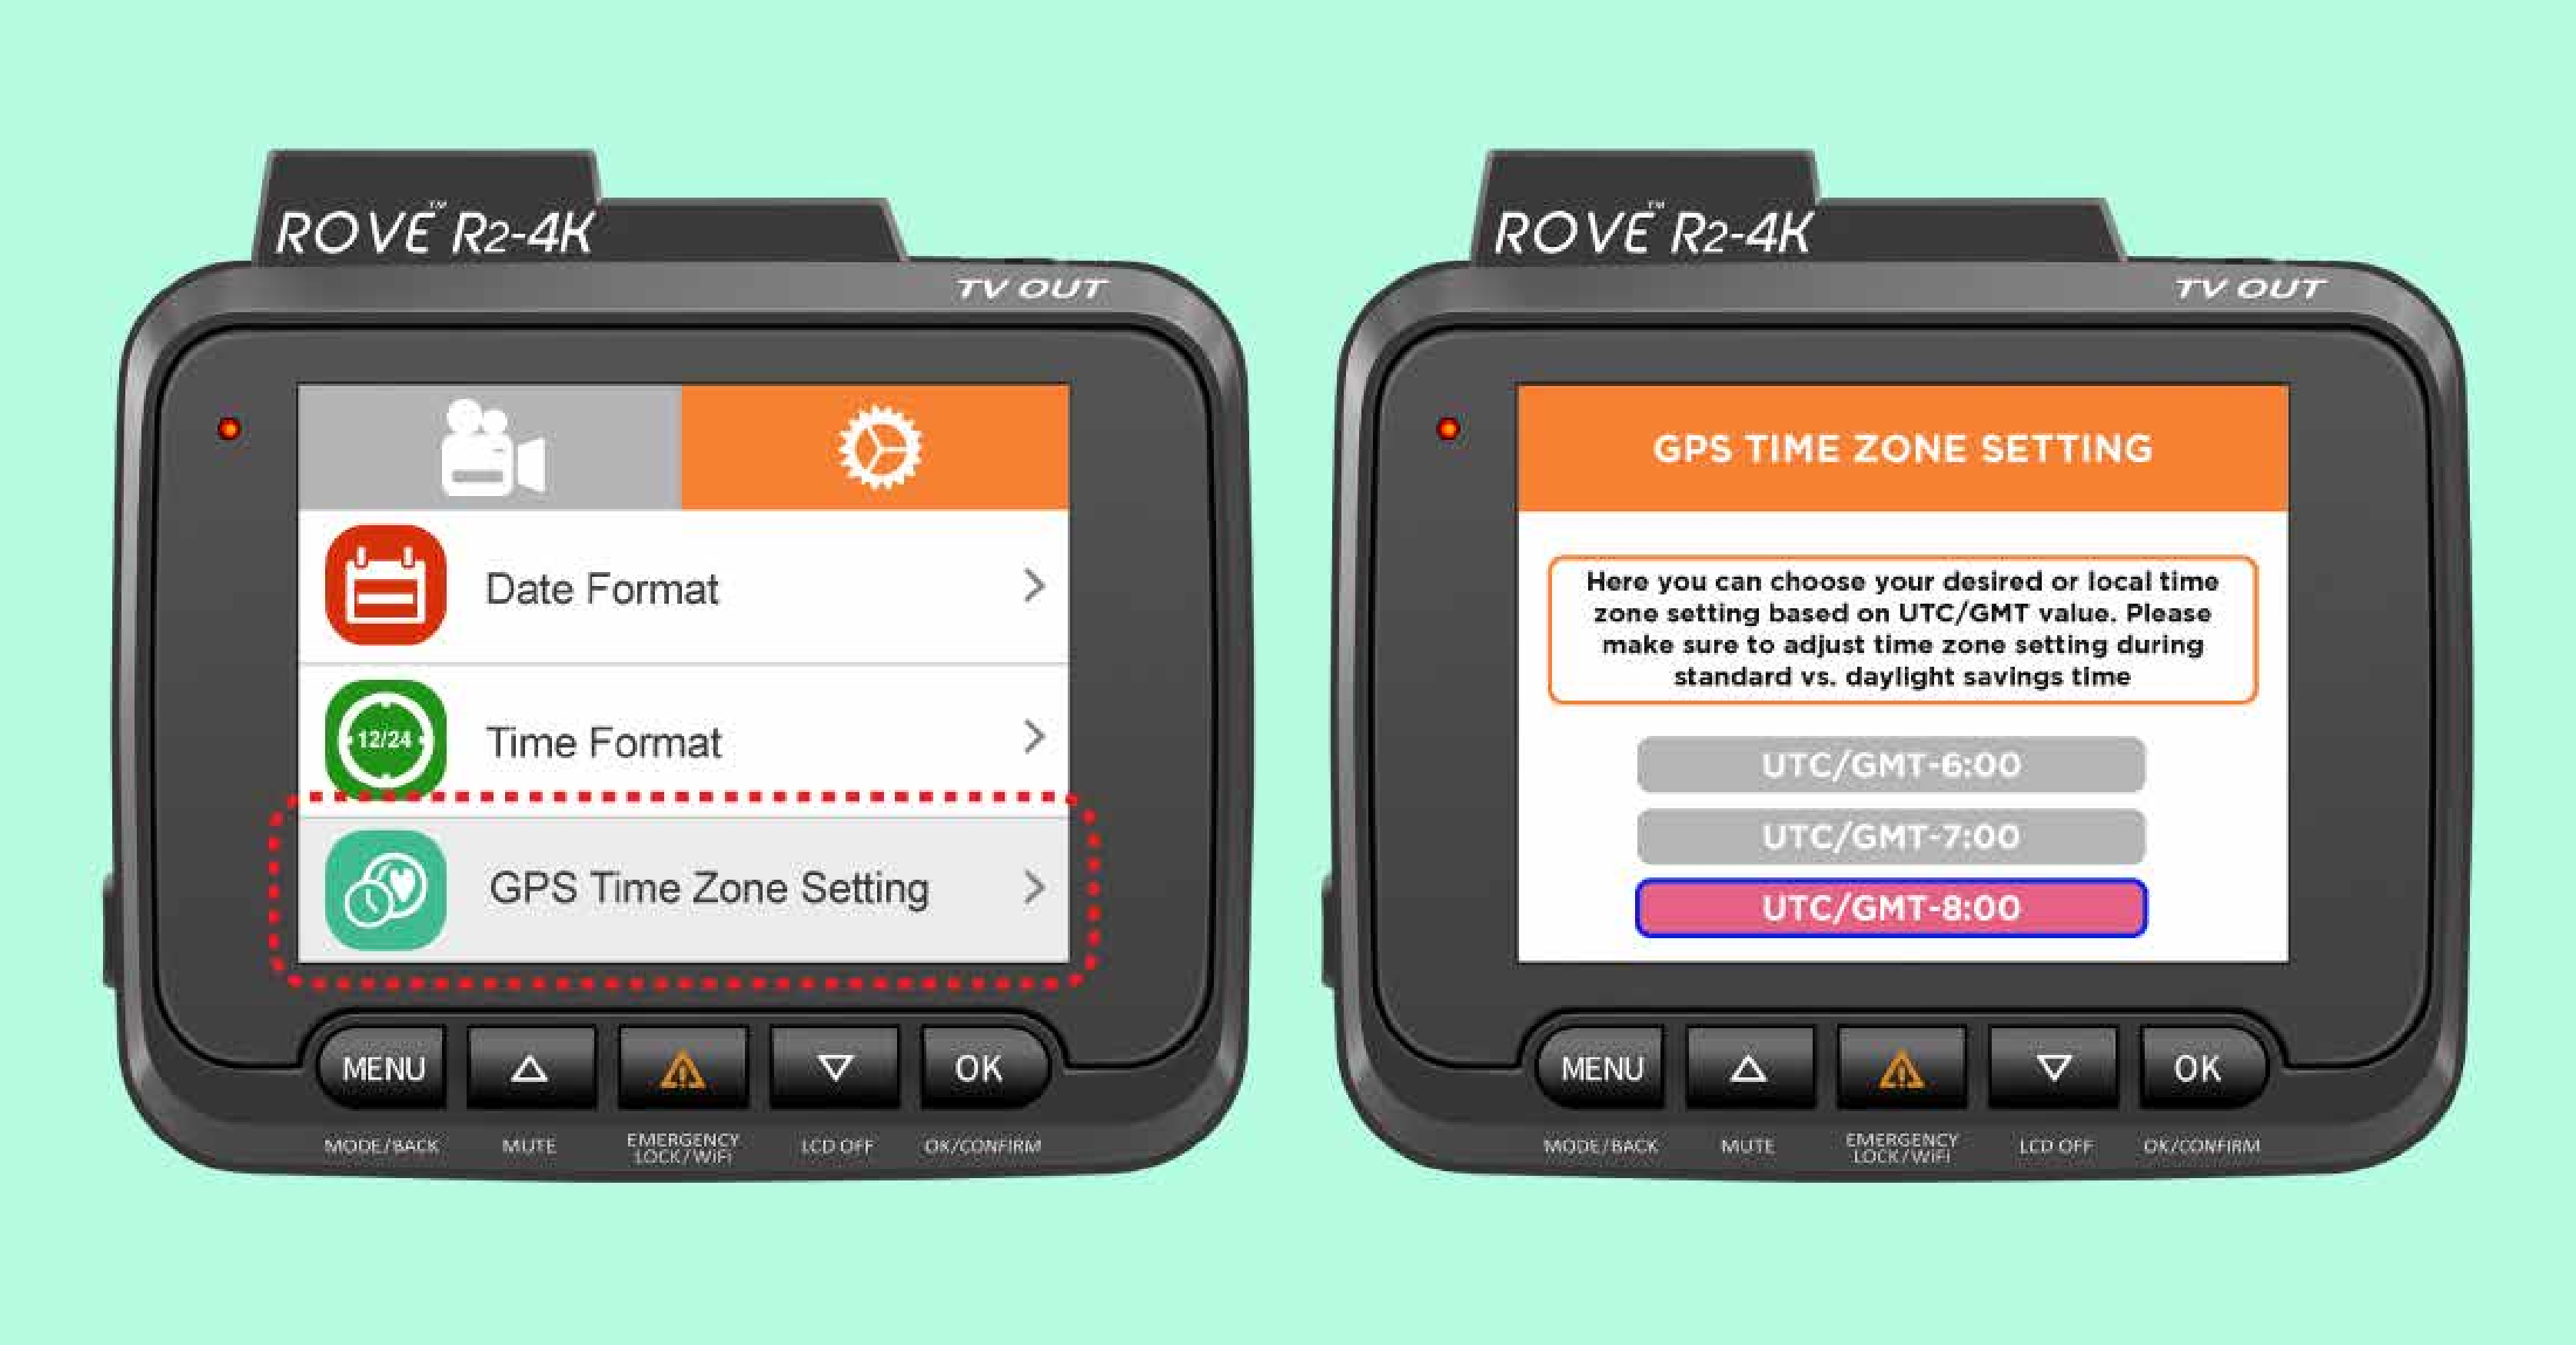 ROVE™ R2-4K
TV OUT
Date Format
12/24
Time Format
GPS Time Zone Setting
MENU
OK
MODE/BACK
MUTE
EMERGENCY
LOCK/WiFi
LCD OFF
OK/CONFIRM
ROVE™ R2-4K
TV OUT
GPS TIME ZONE SETTING
Here you can choose your desired or local time
zone setting based on UTC/GMT value. Please
make sure to adjust time zone setting during
standard vs. daylight savings time
UTC/GMT-6:00
UTC/GMT-7:00
UTC/GMT-8:00
MENU
OK
MODE/BACK
MUTE
EMERGENCY
LOCK/WiFi
LCD OFF
OK/CONFIRM